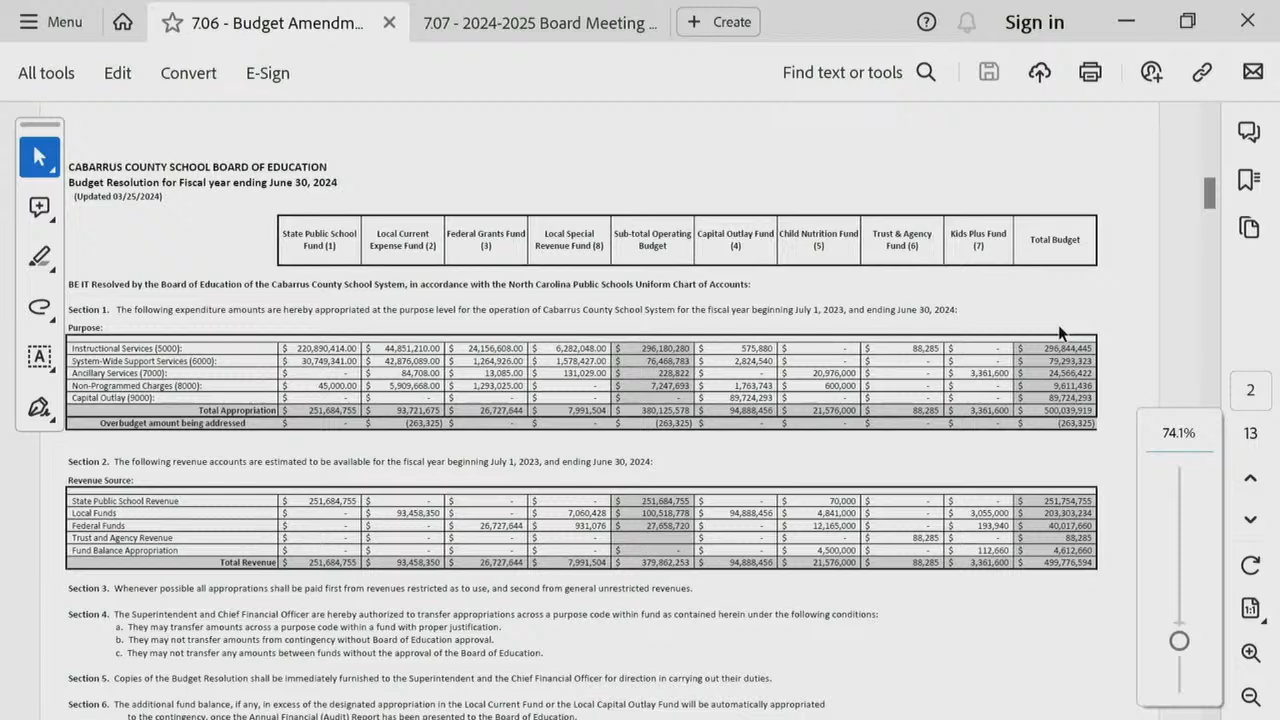 Menu
7.06 - Budget Amendm...
7.07 - 2024-2025 Board Meeting ...
Create
Sign in
All tools
Edit
Convert
E-Sign
Find text or tools
CABARRUS COUNTY SCHOOL BOARD OF EDUCATION
Budget Resolution for Fiscal year ending June 30, 2024
(Updated 03/25/2024)
State Public School Fund (1) Local Current Expense Fund (2) Federal Grants Fund (3) Local Special Revenue Fund (8) Sub-total Operating Budget Capital Outlay Fund (4) Child Nutrition Fund (5) Trust & Agency Fund (6) Kids Plus Fund (7) Total Budget
BE IT Resolved by the Board of Education of the Cabarrus County School System, in accordance with the North Carolina Public Schools Uniform Chart of Accounts:
Section 1. The following expenditure amounts are hereby appropriated at the purpose level for the operation of Cabarrus County School System for the fiscal year beginning July 1, 2023, and ending June 30, 2024:
Purpose:
Instructional Services (5000): $ 220,890,414.00 $ 44,851,210.00 $ 24,156,608.00 $ 6,282,048.00 $ 296,180,280 $ 575,880 $ - $ 88,285 $ - $ 296,844,445
System-Wide Support Services (6000): $ 30,749,341.00 $ 42,876,089.00 $ 1,264,926.00 $ 1,578,427.00 $ 76,468,783 $ 2,824,540 $ - $ - $ - $ 79,293,323
Ancillary Services (7000): $ - $ 84,708.00 $ 13,085.00 $ 131,029.00 $ 228,822 $ - $ 20,976,000 $ - $ 3,361,600 $ 24,566,422
Non-Programmed Charges (8000): $ 45,000.00 $ 5,909,668.00 $ 1,293,025.00 $ - $ 7,247,693 $ 1,763,743 $ 600,000 $ - $ - $ 9,611,436
Capital Outlay (9000): $ - $ - $ - $ - $ - $ 89,724,293 $ - $ - $ - $ 89,724,293
Total Appropriation $ 251,684,755 $ 93,721,675 $ 26,727,644 $ 7,991,504 $ 380,125,578 $ 94,888,456 $ 21,576,000 $ 88,285 $ 3,361,600 $ 500,039,919
Overbudget amount being addressed $ - $ (263,325) $ - $ - $ (263,325) $ - $ - $ - $ - $ (263,325)
Section 2. The following revenue accounts are estimated to be available for the fiscal year beginning July 1, 2023, and ending June 30, 2024:
Revenue Source:
State Public School Revenue $ 251,684,755 $ - $ - $ - $ 251,684,755 $ - $ 70,000 $ - $ - $ 251,754,755
Local Funds $ - $ 93,458,350 $ - $ 7,060,428 $ 100,518,778 $ 94,888,456 $ 4,841,000 $ - $ 3,055,000 $ 203,303,234
Federal Funds $ - $ - $ 26,727,644 $ 931,076 $ 27,658,720 $ - $ 12,165,000 $ - $ 193,940 $ 40,017,660
Trust and Agency Revenue $ - $ - $ - $ - $ - $ - $ 88,285 $ - $ 88,285
Fund Balance Appropriation $ - $ - $ - $ - $ - $ - $ 4,500,000 $ - $ 112,660 $ 4,612,660
Total Revenue $ 251,684,755 $ 93,458,350 $ 26,727,644 $ 7,991,504 $ 379,862,253 $ 94,888,456 $ 21,576,000 $ 88,285 $ 3,361,600 $ 499,776,594
Section 3. Whenever possible all approprations shall be paid first from revenues restricted as to use, and second from general unrestricted revenues.
Section 4. The Superintendent and Chief Financial Officer are hereby authorized to transfer appropriations across a purpose code within fund as contained herein under the following conditions:
a. They may transfer amounts across a purpose code within a fund with proper justification.
b. They may not transfer amounts from contingency without Board of Education approval.
c. They may not transfer any amounts between funds without the approval of the Board of Education.
Section 5. Copies of the Budget Resolution shall be immediately furnished to the Superintendent and the Chief Financial Officer for direction in carrying out their duties.
Section 6. The additional fund balance, if any, in excess of the designated appropriation in the Local Current Fund or the Local Capital Outlay Fund will be automatically appropriated
to the contingency, once the Annual Financial (Audit) Report has been presented to the Board of Education.
2
13
74.1%
1:1